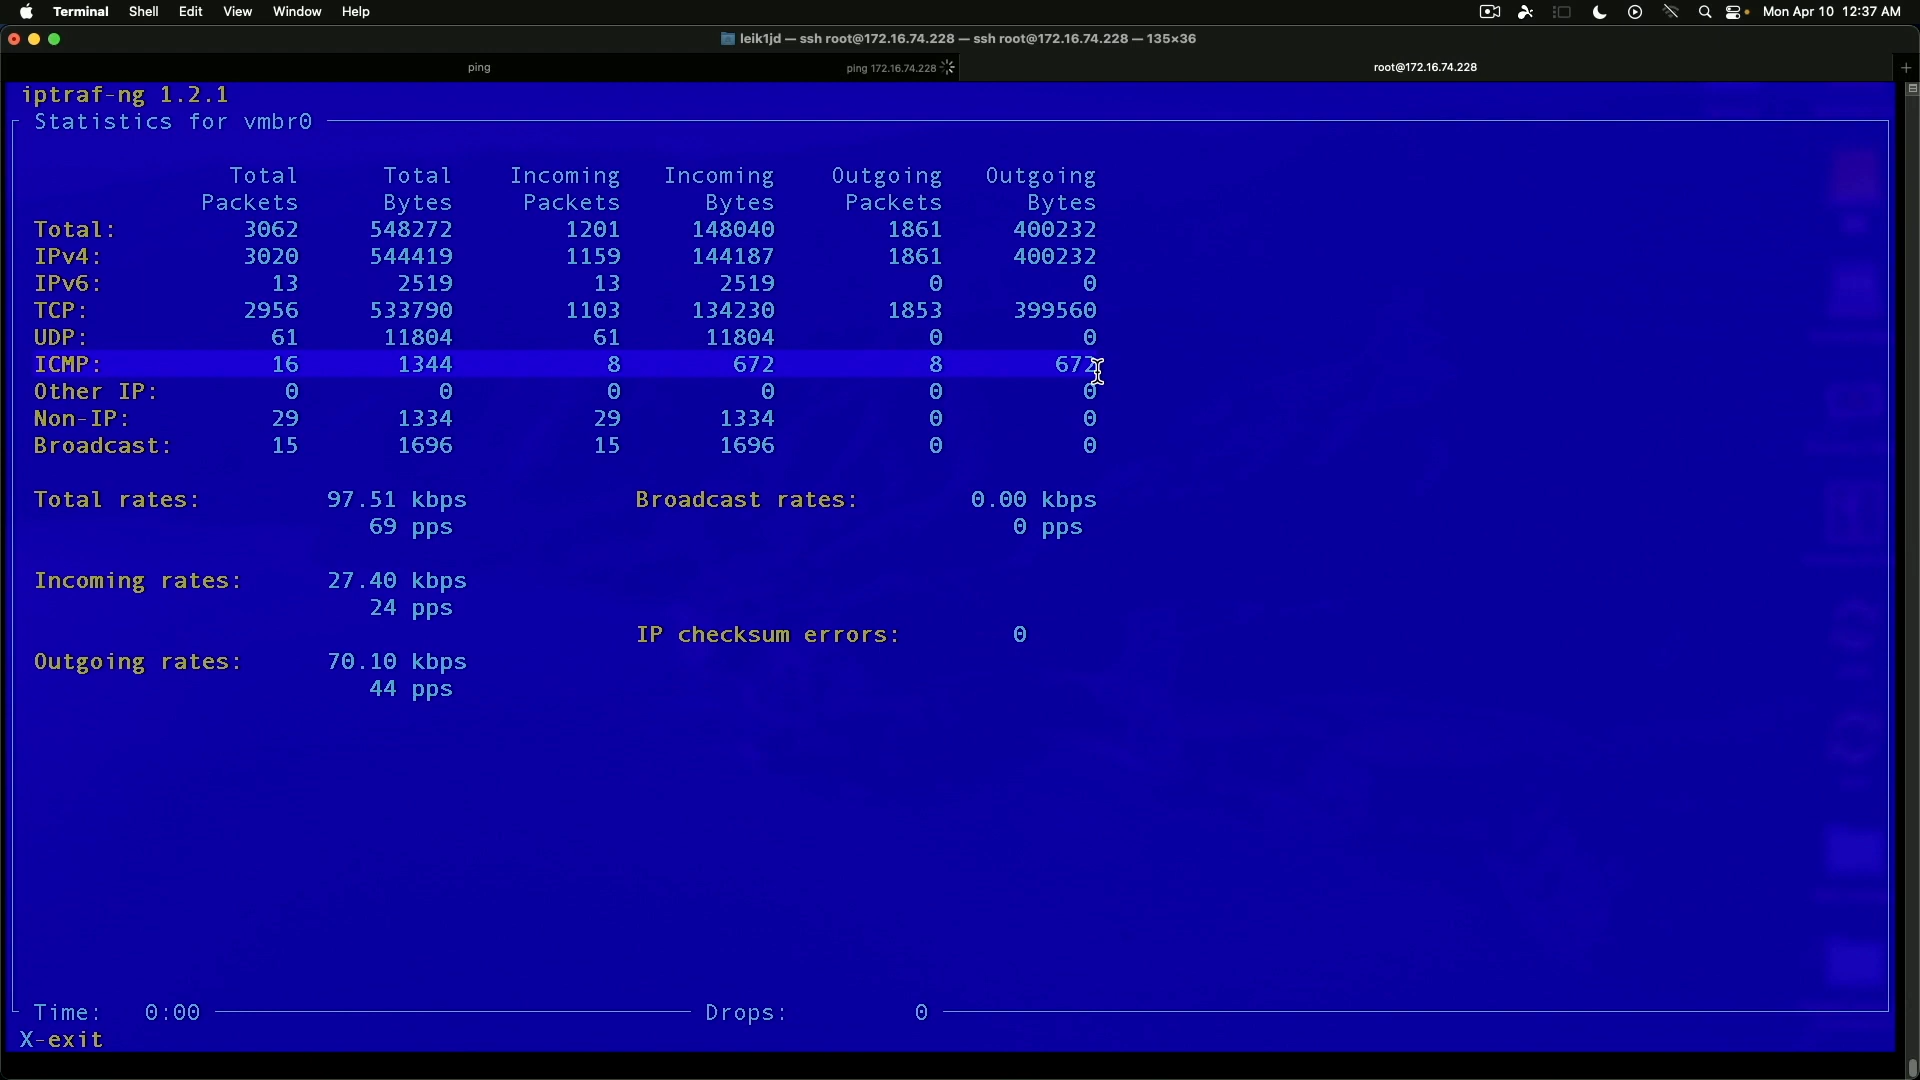 Terminal Shell Edit View Window Help Mon Apr 10 12:37 AM
leik1jd — ssh root@172.16.74.228 — ssh root@172.16.74.228 — 135×36
ping ping 172.16.74.228 root@172.16.74.228 +
iptraf-ng 1.2.1
Statistics for vmbr0
Total Total Incoming Incoming Outgoing Outgoing
Packets Bytes Packets Bytes Packets Bytes
Total: 3062 548272 1201 148040 1861 400232
IPv4: 3020 544419 1159 144187 1861 400232
IPv6: 13 2519 13 2519 0 0
TCP: 2956 533790 1103 134230 1853 399560
UDP: 61 11804 61 11804 0 0
ICMP: 16 1344 8 672 8 672
Other IP: 0 0 0 0 0 0
Non-IP: 29 1334 29 1334 0 0
Broadcast: 15 1696 15 1696 0 0
Total rates: 97.51 kbps Broadcast rates: 0.00 kbps
69 pps 0 pps
Incoming rates: 27.40 kbps
24 pps
IP checksum errors: 0
Outgoing rates: 70.10 kbps
44 pps
Time: 0:00 Drops: 0
X-exit